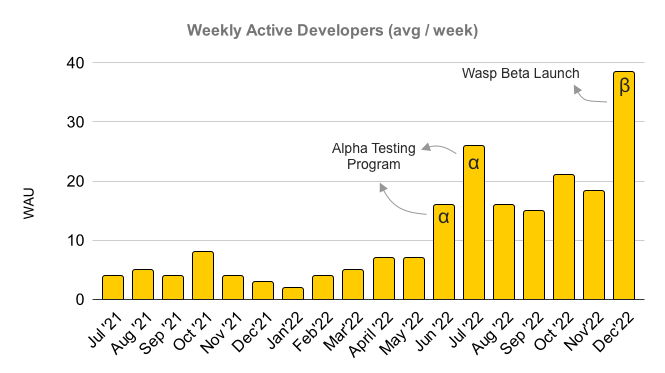 Weekly Active Developers (avg / week)
WAU
40
30
20
10
0
Wasp Beta Launch
β
Alpha Testing
Program
α
α
Jul '21
Aug '21
Sep '21
Oct '21
Nov '21
Dec'21
Jan'22
Feb'22
Mar'22
April'22
May '22
Jun '22
Jul '22
Aug '22
Sep '22
Oct '22
Nov'22
Dec'22